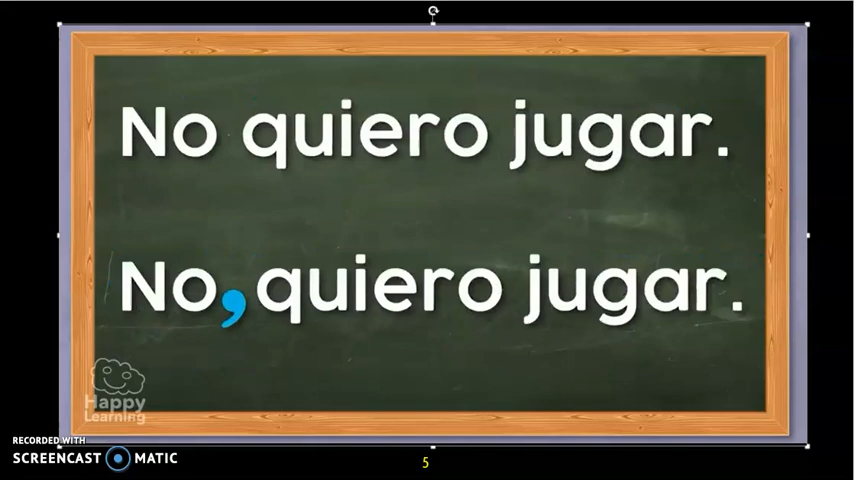 No quiero jugar.
No, quiero jugar.
Happy
Learning
RECORDED WITH
SCREENCAST MATIC
5